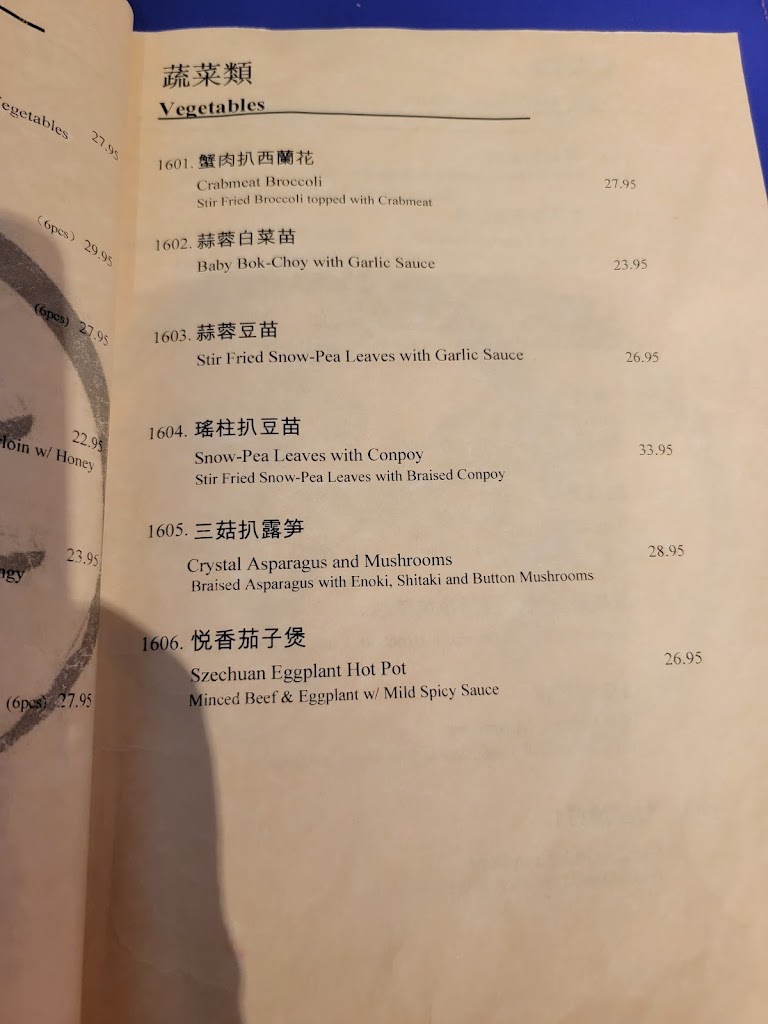 Vegetables 27.95
(6pcs) 29.95
(6pcs) 27.95
22.95
w/ Honey
23.95
(6pcs) 27.95
蔬菜類
Vegetables
1601. 蟹肉扒西蘭花
Crabmeat Broccoli 27.95
Stir Fried Broccoli topped with Crabmeat
1602. 蒜蓉白菜苗
Baby Bok-Choy with Garlic Sauce 23.95
1603. 蒜蓉豆苗
Stir Fried Snow-Pea Leaves with Garlic Sauce 26.95
1604. 瑤柱扒豆苗
Snow-Pea Leaves with Conpoy 33.95
Stir Fried Snow-Pea Leaves with Braised Conpoy
1605. 三菇扒露笋
Crystal Asparagus and Mushrooms 28.95
Braised Asparagus with Enoki, Shitaki and Button Mushrooms
1606. 悦香茄子煲
Szechuan Eggplant Hot Pot 26.95
Minced Beef & Eggplant w/ Mild Spicy Sauce